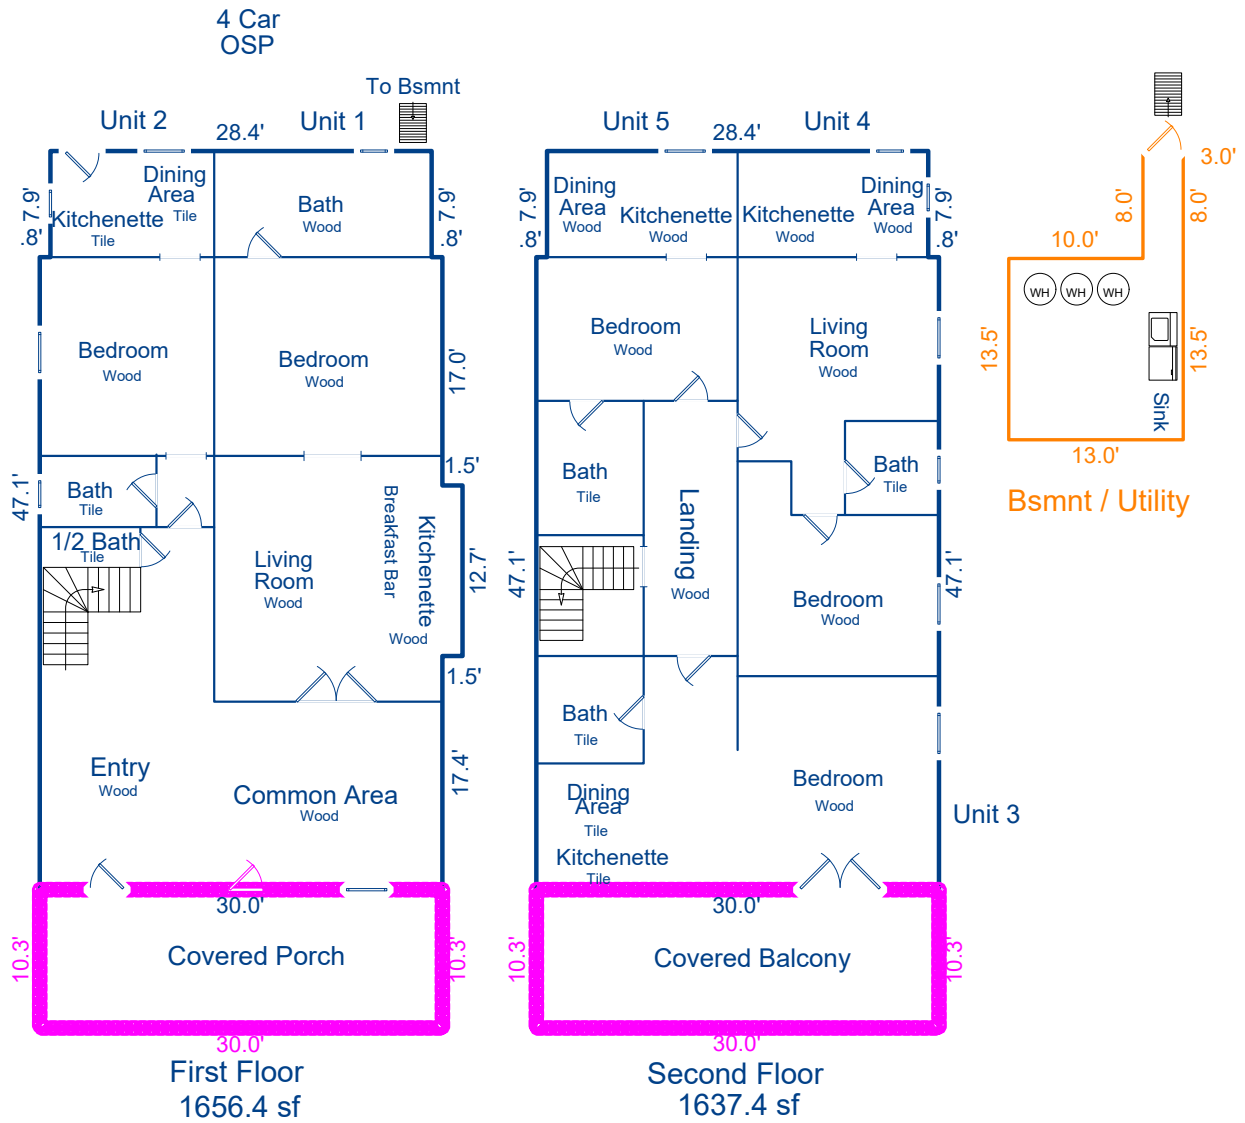 4 Car
OSP
To Bsmnt
Unit 2
28.4'
Unit 1
Unit 5
28.4'
Unit 4
3.0'
7.9'
.8'
Dining
Area
Tile
Kitchenette
Tile
Bath
Wood
7.9'
.8'
7.9'
.8'
Dining
Area
Wood
Kitchenette
Wood
Kitchenette
Wood
Dining
Area
Wood
7.9'
.8'
8.0'
8.0'
10.0'
WH
WH
WH
13.5'
13.5'
Sink
13.0'
Bsmnt / Utility
Bedroom
Wood
Bedroom
Wood
17.0'
1.5'
47.1'
Bath
Tile
1/2 Bath
Tile
Living
Room
Wood
Breakfast Bar
Kitchenette
Wood
12.7'
1.5'
Entry
Wood
Common Area
Wood
17.4'
30.0'
10.3'
Covered Porch
10.3'
30.0'
First Floor
1656.4 sf
Bedroom
Wood
Living
Room
Wood
Bath
Tile
Landing
Wood
Bath
Tile
47.1'
47.1'
Bedroom
Wood
Bath
Tile
Dining
Area
Tile
Kitchenette
Tile
Bedroom
Wood
Unit 3
30.0'
10.3'
Covered Balcony
10.3'
30.0'
Second Floor
1637.4 sf